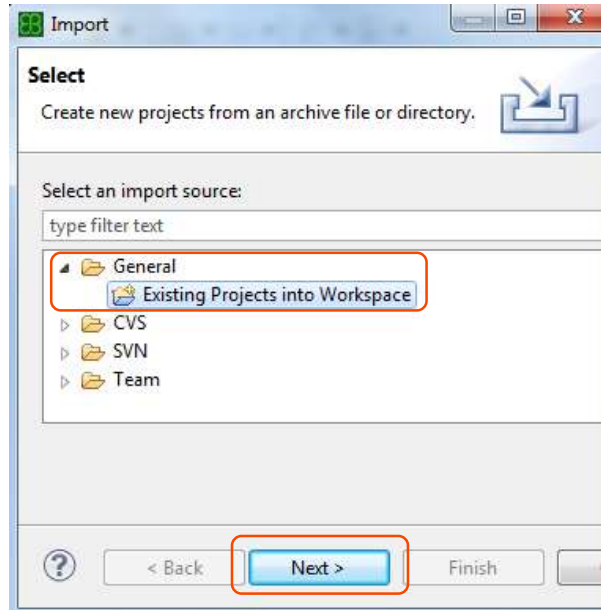 Import
Select
Create new projects from an archive file or directory.
Select an import source:
type filter text
General
Existing Projects into Workspace
CVS
SVN
Team
? < Back Next > Finish